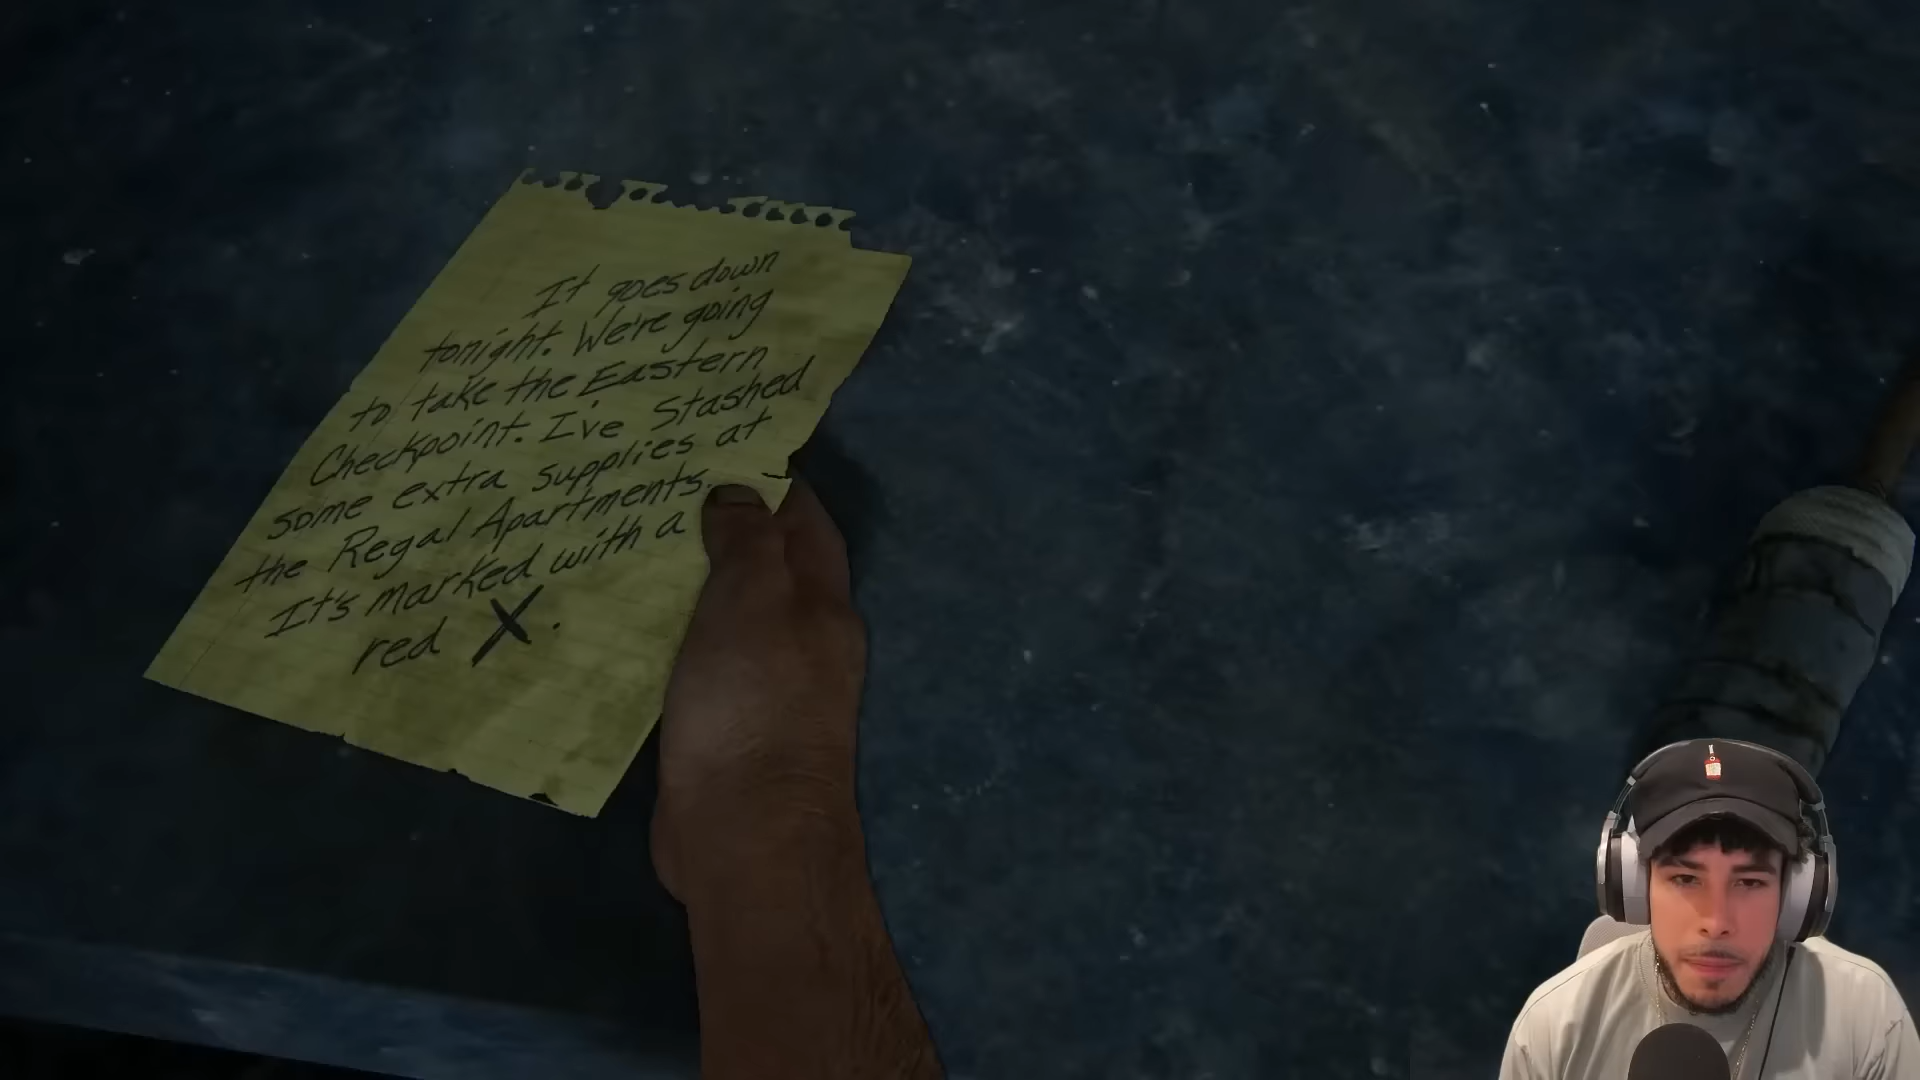 It goes down
tonight. We're going
to take the Eastern
Checkpoint. I've Stashed
some extra supplies at
the Regal Apartments.
It's marked with a
red X.